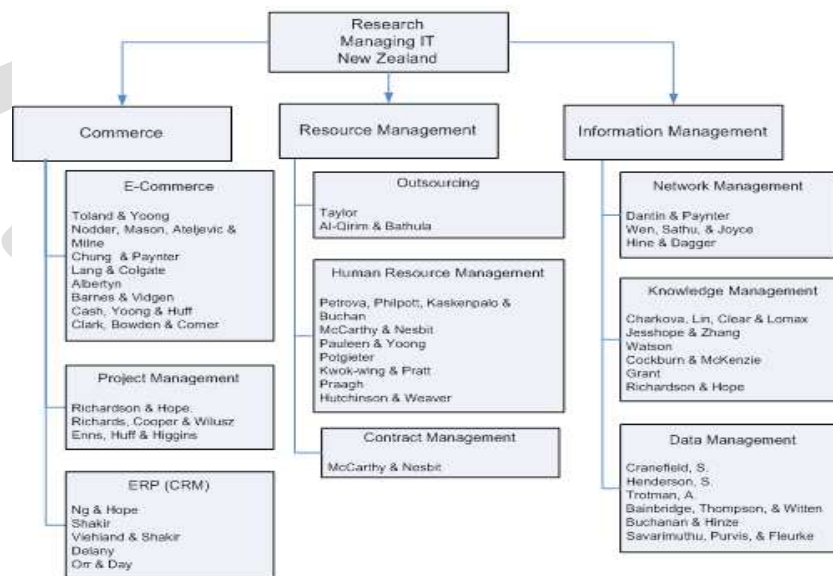 Research
Managing IT
New Zealand
Commerce
E-Commerce
Toland & Yoong
Nodder, Mason, Ateljevic &
Milne
Chung & Paynter
Lang & Colgate
Albertyn
Barnes & Vidgen
Cash, Yoong & Huff
Clark, Bowden & Corner
Project Management
Richardson & Hope.
Richards, Cooper & Wilusz
Enns, Huff & Higgins
ERP (CRM)
Ng & Hope
Shakir
Viehland & Shakir
Delany
Orr & Day
Resource Management
Outsourcing
Taylor
Al-Qirim & Bathula
Human Resource Management
Petrova, Philpott, Kaskenpalo &
Buchan
McCarthy & Nesbit
Pauleen & Yoong
Potgieter
Kwok-wing & Pratt
Praagh
Hutchinson & Weaver
Contract Management
McCarthy & Nesbit
Information Management
Network Management
Dantin & Paynter
Wen, Sathu, & Joyce
Hine & Dagger
Knowledge Management
Charkova, Lin, Clear & Lomax
Jesshope & Zhang
Watson
Cockburn & McKenzie
Grant
Richardson & Hope
Data Management
Cranefield, S.
Henderson, S.
Trotman, A.
Bainbridge, Thompson, & Witten
Buchanan & Hinze
Savarimuthu, Purvis, & Fleurke